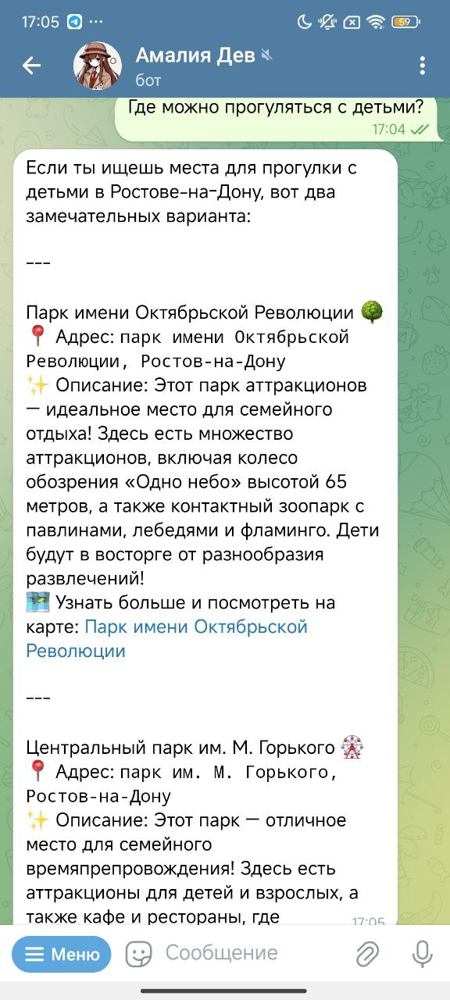 17:05 ...
59
Амалия Дев
бот
Где можно прогуляться с детьми?
17:04
Если ты ищешь места для прогулки с
детьми в Ростове-на-Дону, вот два
замечательных варианта:
---
Парк имени Октябрьской Революции 🌳
📍 Адрес: парк имени Октябрьской
Революции, Ростов-на-Дону
✨ Описание: Этот парк аттракционов
— идеальное место для семейного
отдыха! Здесь есть множество
аттракционов, включая колесо
обозрения «Одно небо» высотой 65
метров, а также контактный зоопарк с
павлинами, лебедями и фламинго. Дети
будут в восторге от разнообразия
развлечений!
🗺️ Узнать больше и посмотреть на
карте: Парк имени Октябрьской
Революции
---
Центральный парк им. М. Горького 🎡
📍 Адрес: парк им. М. Горького,
Ростов-на-Дону
✨ Описание: Этот парк — отличное
место для семейного
времяпрепровождения! Здесь есть
аттракционы для детей и взрослых, а
также кафе и рестораны, где
17:05
Меню
Сообщение